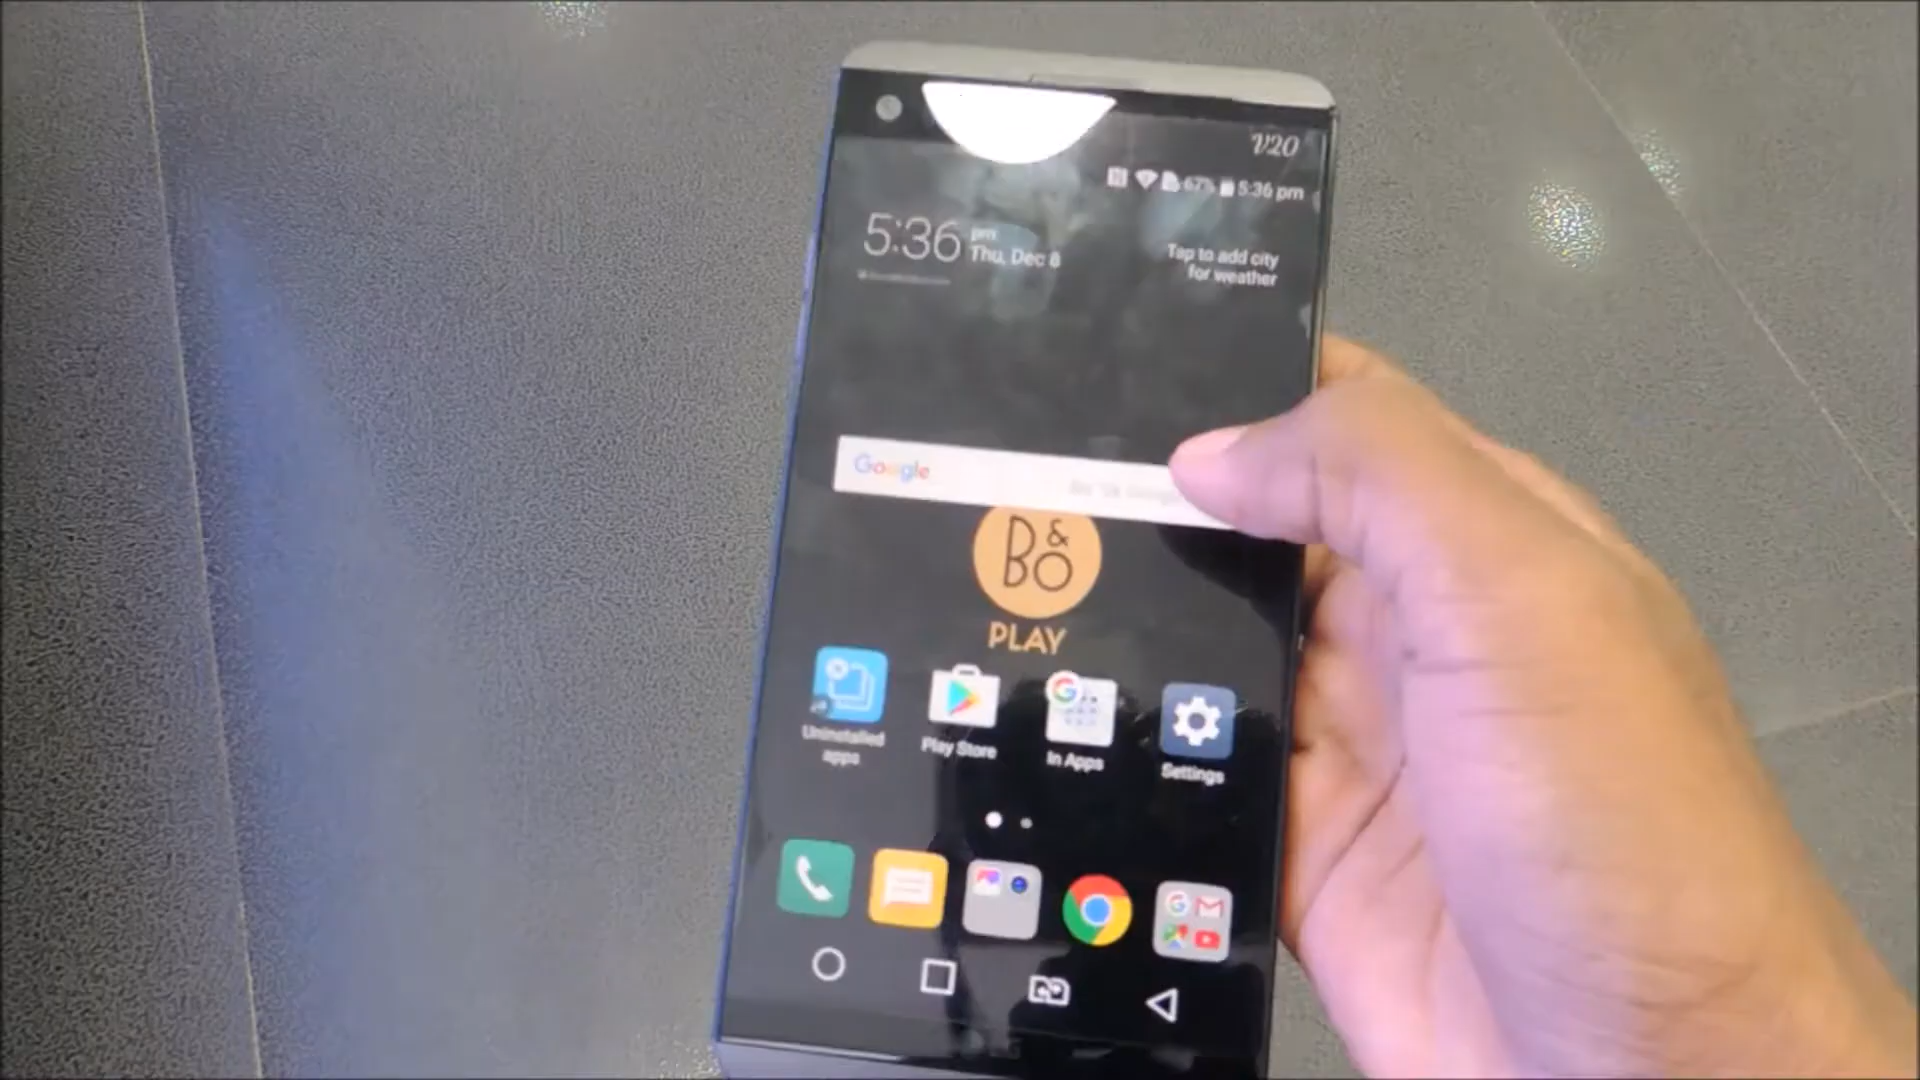 V20
67% 5:36 pm
5:36 pm
Thu, Dec 8
Tap to add city
for weather
Google
B&O
PLAY
Uninstalled
apps
Play Store
In Apps
Settings